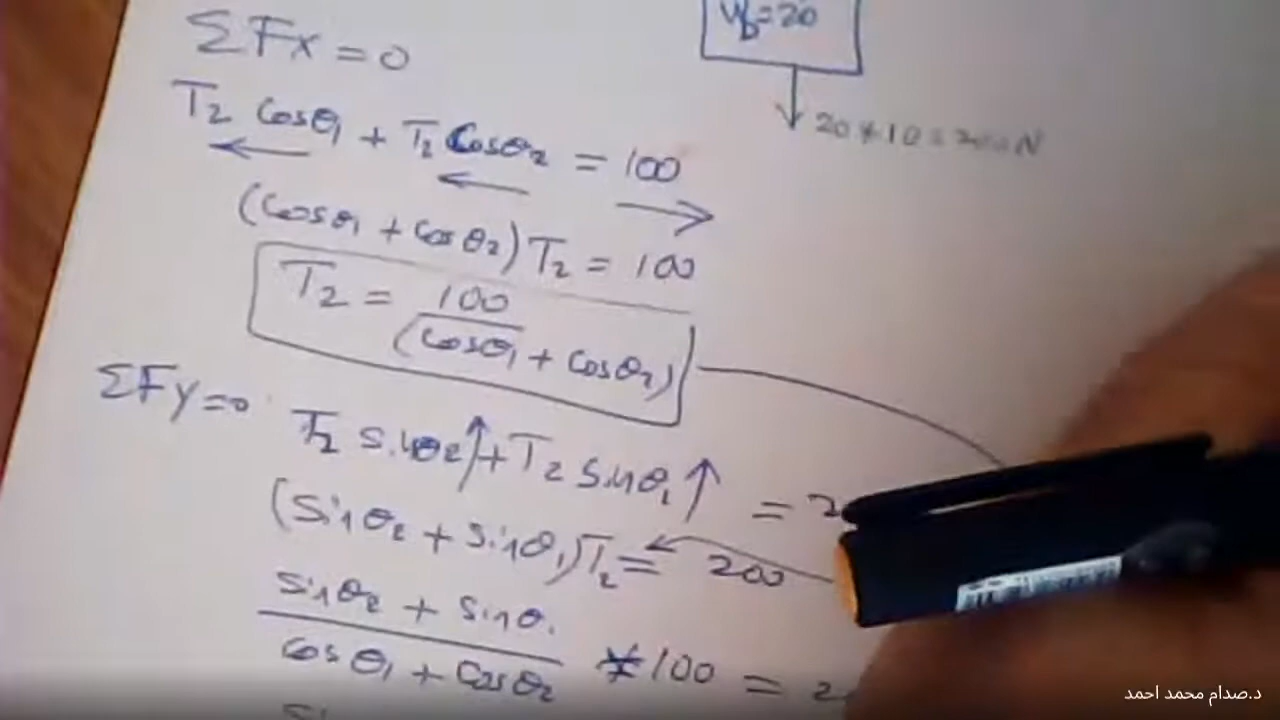 ΣFx = 0
W_b = 20
20 * 10 = 200 N
T₂ Cosθ₁ + T₂ Cosθ₂ = 100
(Cosθ₁ + Cosθ₂) T₂ = 100
T₂ = 100 / (Cosθ₁ + Cosθ₂)
ΣFy = 0 T₂ Sinθ₂ ↑ + T₂ Sinθ₁ ↑ =
(Sinθ₂ + Sinθ₁) T₂ = 200
Sinθ₂ + Sinθ₁
Cosθ₁ + Cosθ₂ * 100 =
د.صدام محمد احمد